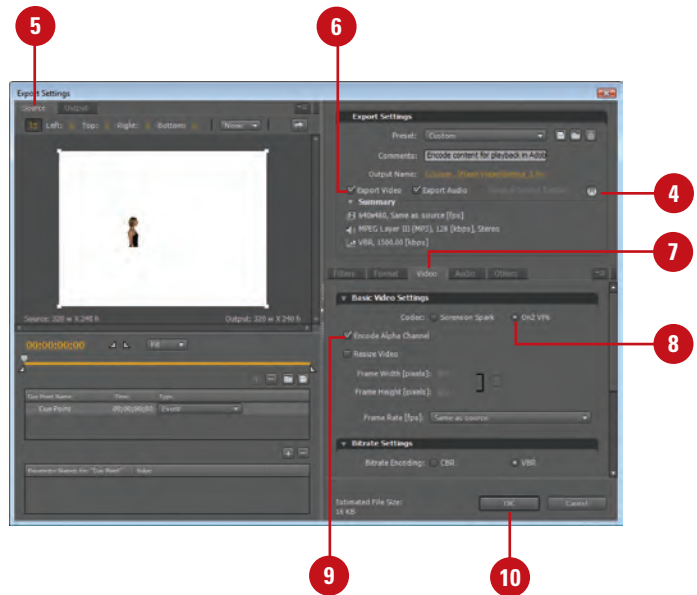 5
6
Export Settings
Source Output
Left: Top: Right: Bottom: None
Export Settings
Preset: Custom
Comments: Encode content for playback in Adob
Output Name:
Export Video Export Audio
4
Summary
640x480, Same as source [fps]
MPEG Layer III [MP3], 128 [kbps], Stereo
VBR, 1500.00 [kbps]
7
Filters Format Video Audio Others
Basic Video Settings
Codec: Sorenson Spark On2 VP6
8
Encode Alpha Channel
Resize Video
Frame Width [pixels]:
Frame Height [pixels]:
Frame Rate [fps]: Same as source
Bitrate Settings
Bitrate Encoding: CBR VBR
Source: 320 w X 240 h Output: 320 w X 240 h
00;00;00;00 Fit
Cue Point Name Time Type
Cue Point 00;00;00;00 Event
Parameter Name for "Cue Point" Value
Estimated File Size:
16 KB
OK Cancel
9
10